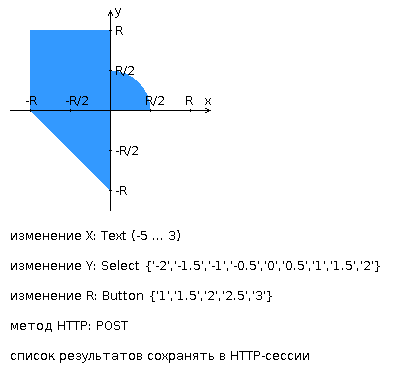 y
R
R/2
-R -R/2 R/2 R x
-R/2
-R
изменение X: Text (-5 ... 3)
изменение Y: Select {'-2','-1.5','-1','-0.5','0','0.5','1','1.5','2'}
изменение R: Button {'1','1.5','2','2.5','3'}
метод HTTP: POST
список результатов сохранять в HTTP-сессии